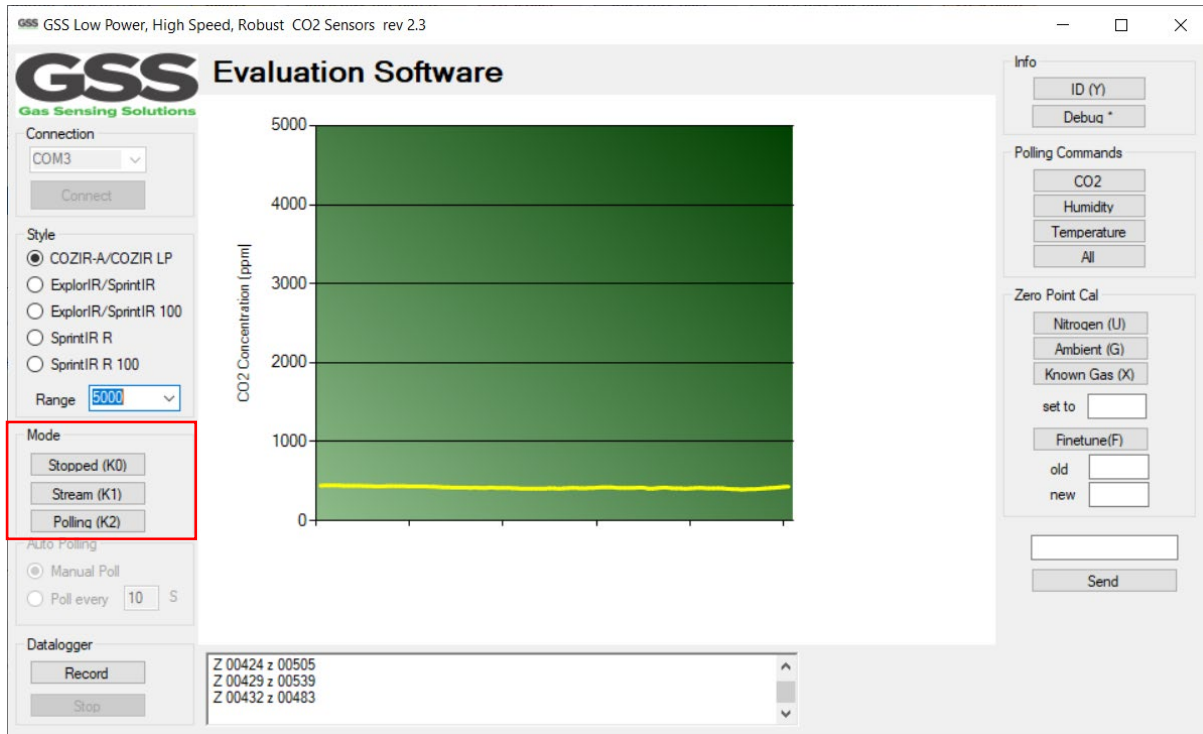 GSS GSS Low Power, High Speed, Robust CO2 Sensors rev 2.3
GSS
Gas Sensing Solutions
Evaluation Software
Connection
COM3
Connect
Style
COZIR-A/COZIR LP
ExplorIR/SprintIR
ExplorIR/SprintIR 100
SprintIR R
SprintIR R 100
Range 5000
Mode
Stopped (K0)
Stream (K1)
Polling (K2)
Auto Polling
Manual Poll
Poll every 10 S
Datalogger
Record
Stop
CO2 Concentration [ppm]
5000
4000
3000
2000
1000
0
Z 00424 z 00505
Z 00429 z 00539
Z 00432 z 00483
Info
ID (Y)
Debug *
Polling Commands
CO2
Humidity
Temperature
All
Zero Point Cal
Nitrogen (U)
Ambient (G)
Known Gas (X)
set to
Finetune(F)
old
new
Send